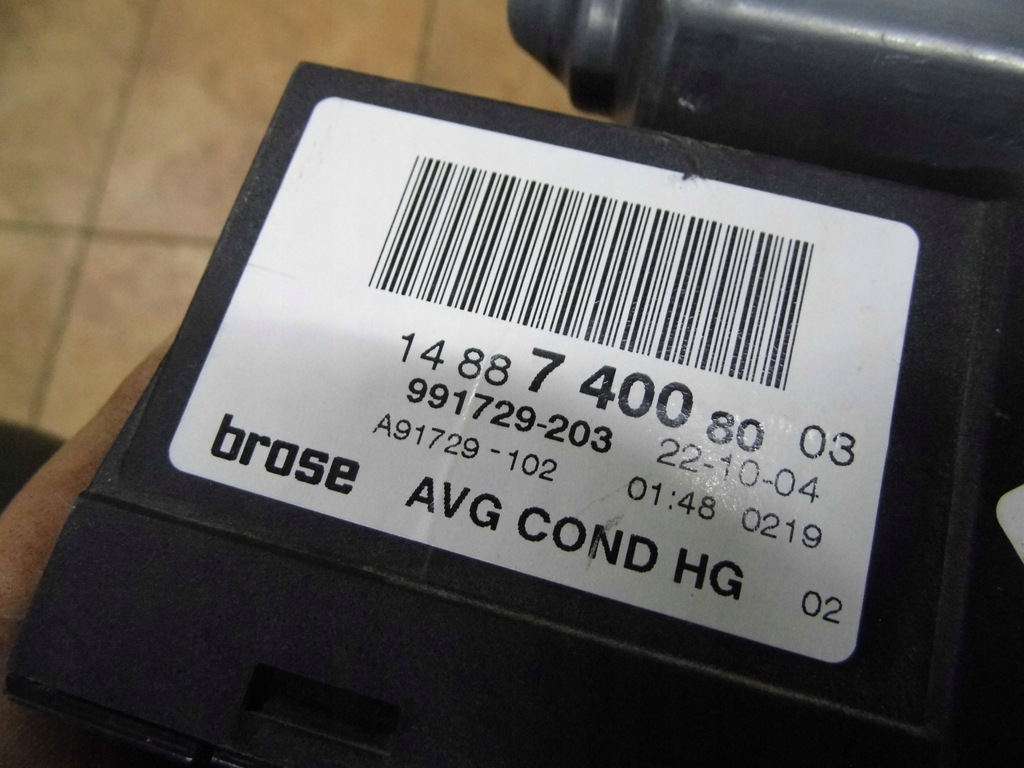 14 88 7 400 80 03
991729-203 22-10-04
A91729 -102 01:48 0219
brose AVG COND HG 02